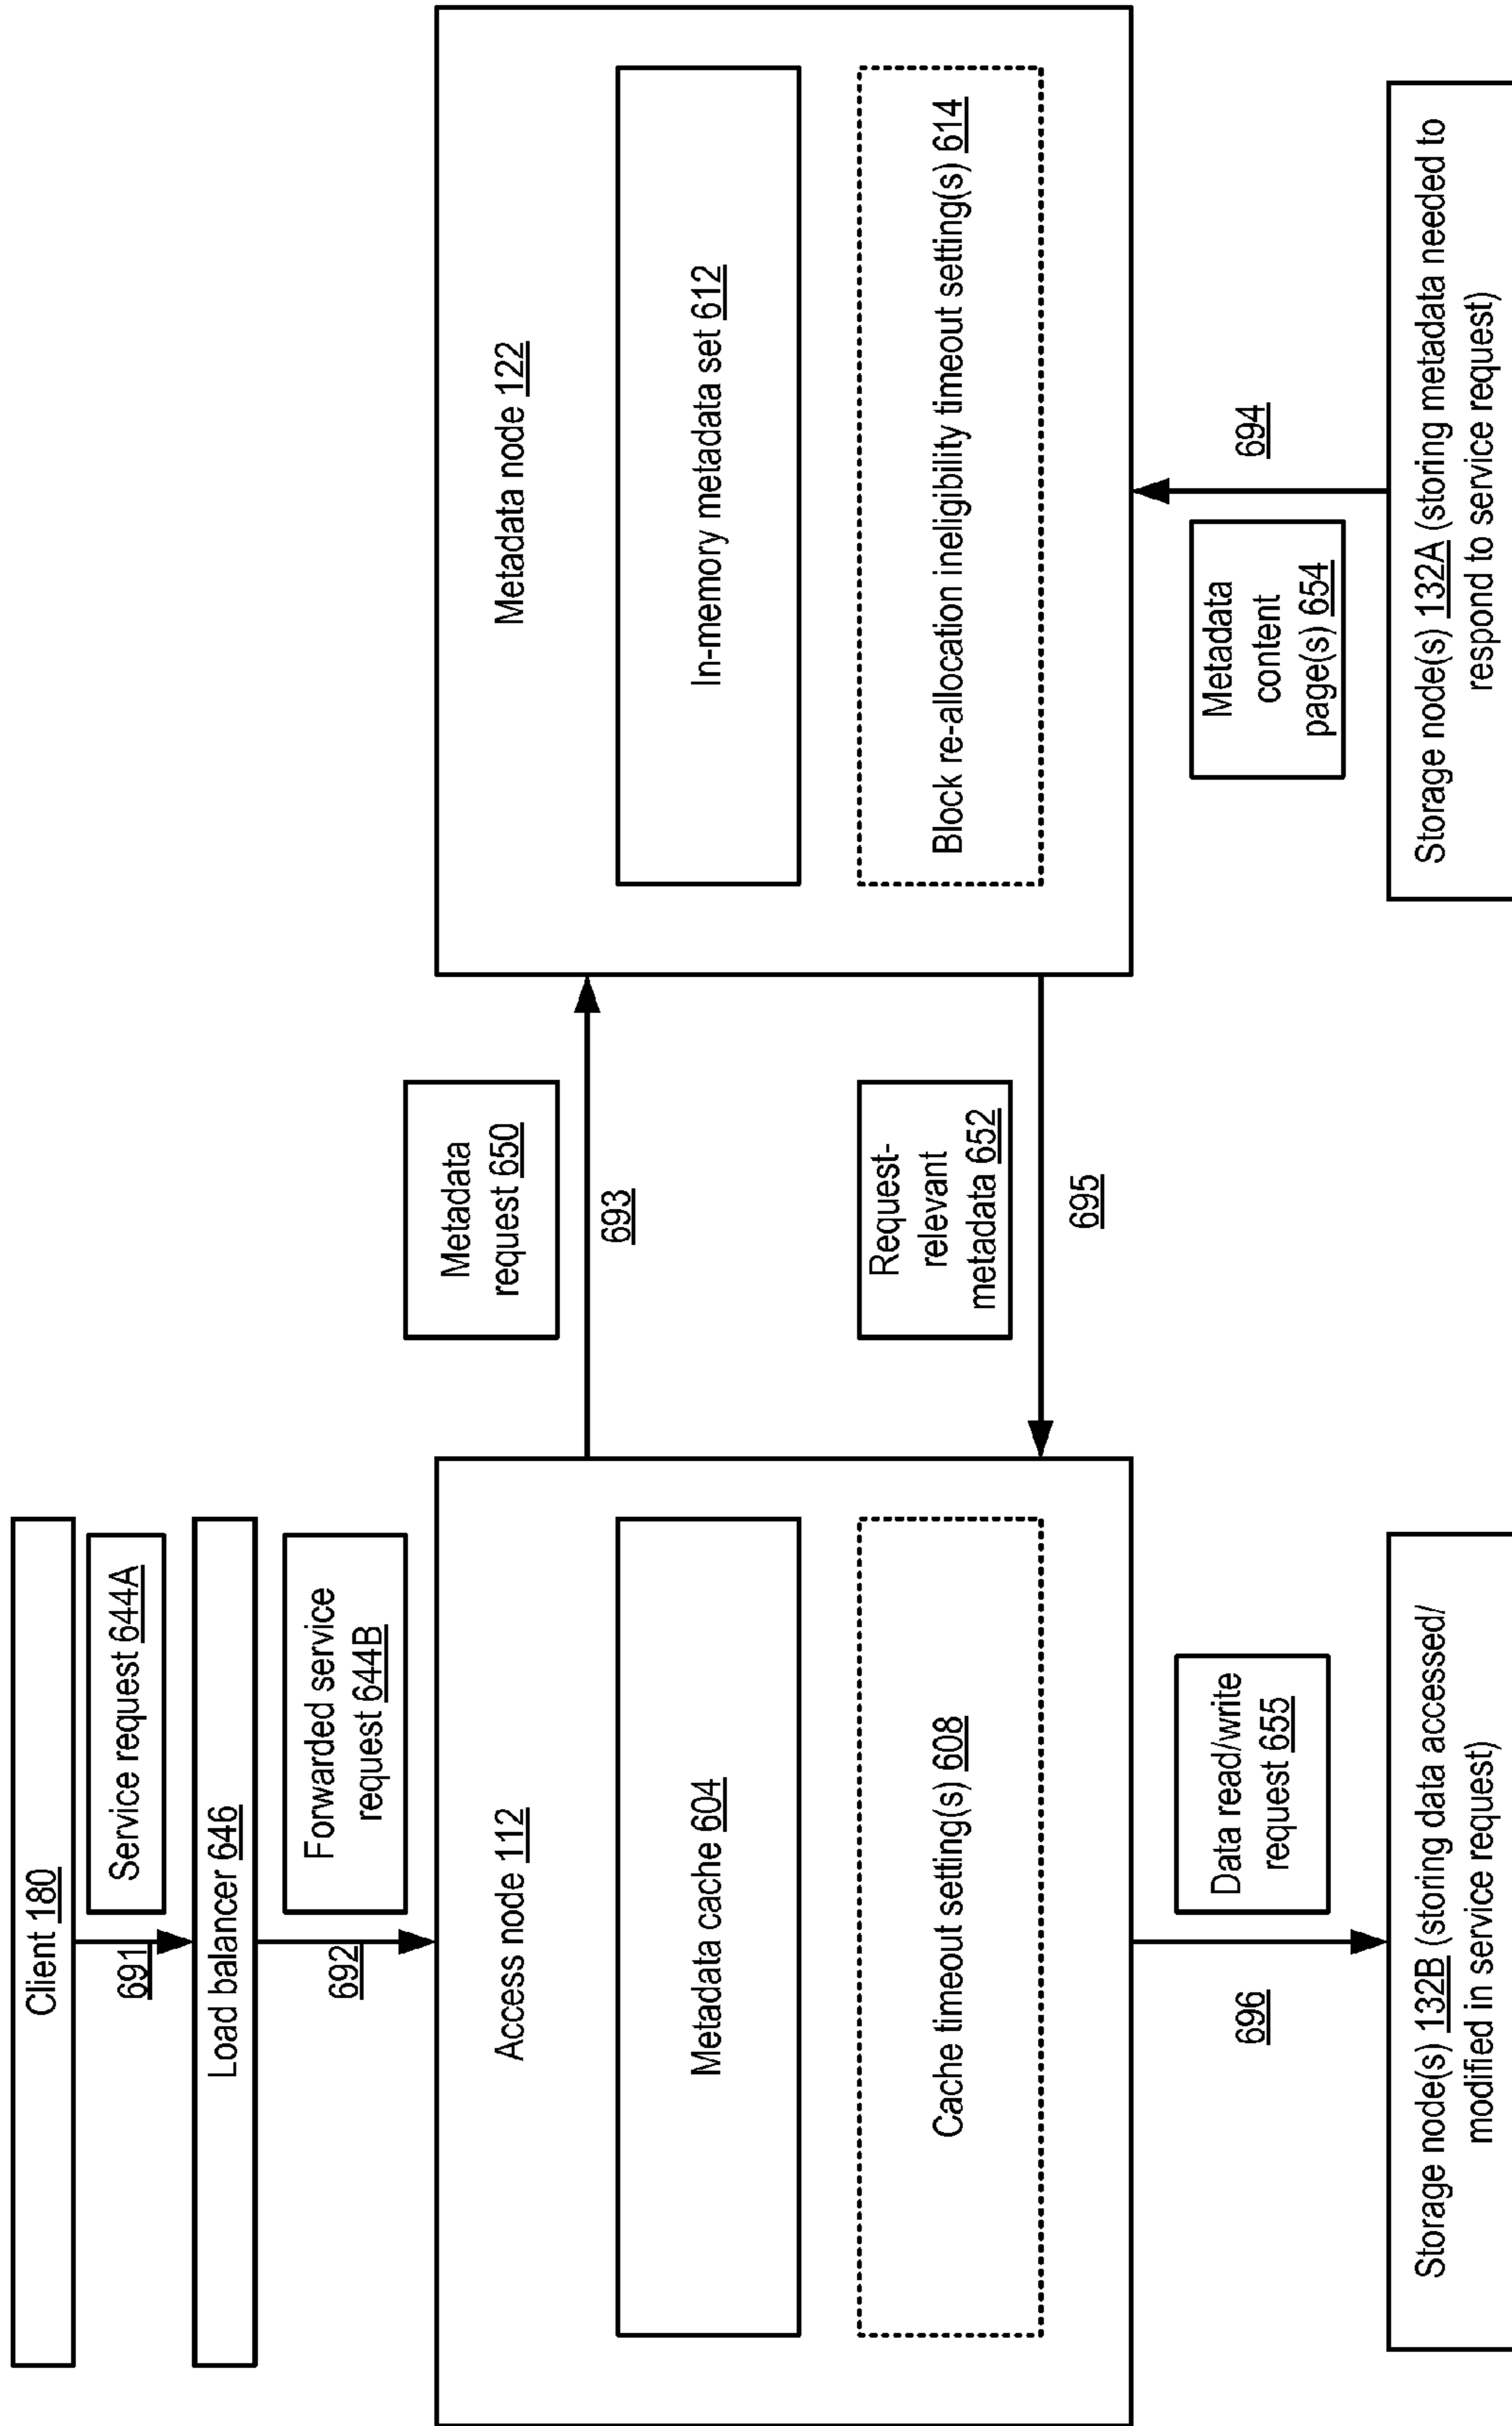 Client 180
Service request 644A
691
Load balancer 646
Forwarded service
request 644B
692
Access node 112
Metadata cache 604
Cache timeout setting(s) 608
Metadata
request 650
693
Request-
relevant
metadata 652
695
Metadata node 122
In-memory metadata set 612
Block re-allocation ineligibility timeout setting(s) 614
Data read/write
request 655
696
Storage node(s) 132B (storing data accessed/
modified in service request)
Metadata
content
page(s) 654
694
Storage node(s) 132A (storing metadata needed to
respond to service request)